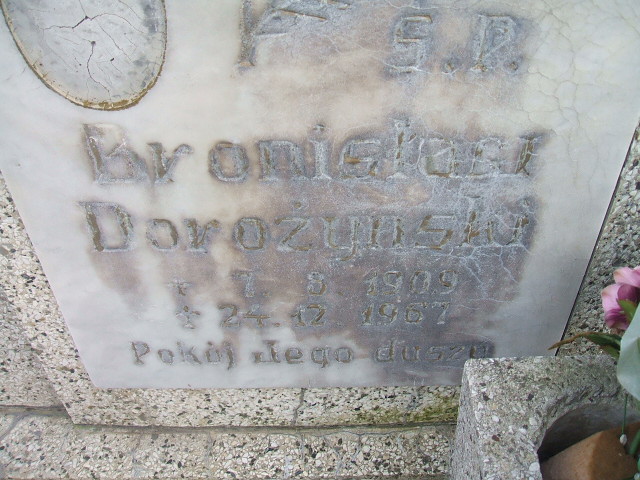 Ś.P.
Bronisław
Dorożyński
* 7. 8 1909
+ 24.12 1967
Pokój Jego duszy